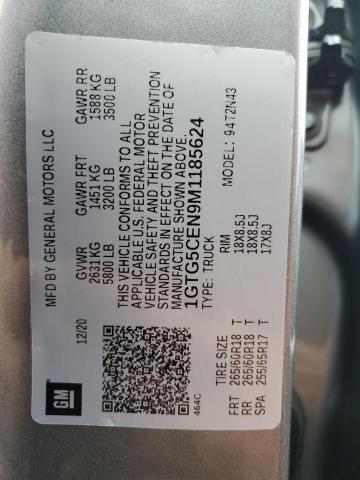 GM
MFD BY GENERAL MOTORS LLC
12/20
GVWR GAWR FRT GAWR RR
2631 KG 1451 KG 1588 KG
5800 LB 3200 LB 3500 LB
THIS VEHICLE CONFORMS TO ALL
APPLICABLE U.S. FEDERAL MOTOR
VEHICLE SAFETY AND THEFT PREVENTION
STANDARDS IN EFFECT ON THE DATE OF
MANUFACTURE SHOWN ABOVE.
1GTG5CEN9M1185624
TYPE: TRUCK MODEL: 94T2N43
464C
TIRE SIZE RIM
FRT 265/60R18 T 18X8.5J
RR 265/60R18 T 18X8.5J
SPA 255/65R17 T 17X8J